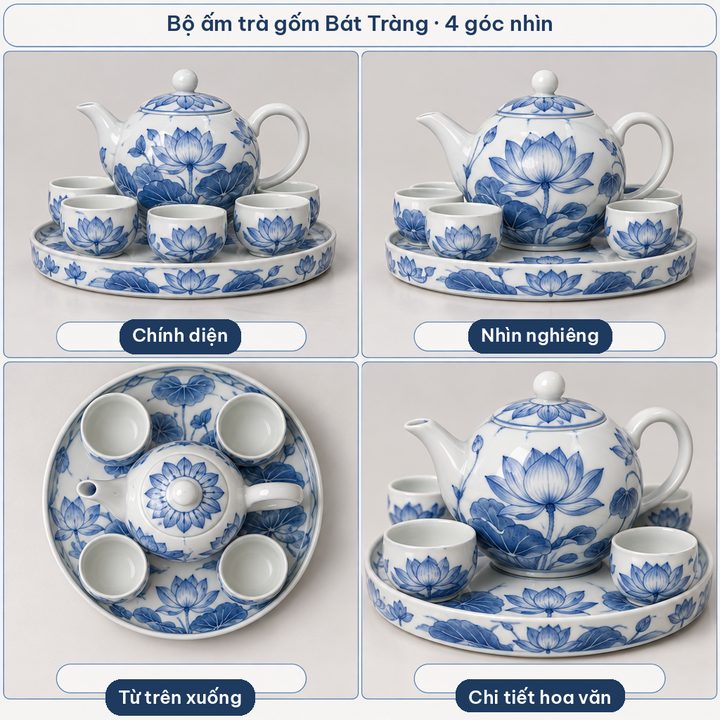 Bộ ấm trà gốm Bát Tràng · 4 góc nhìn
Chính diện
Nhìn nghiêng
Từ trên xuống
Chi tiết hoa văn